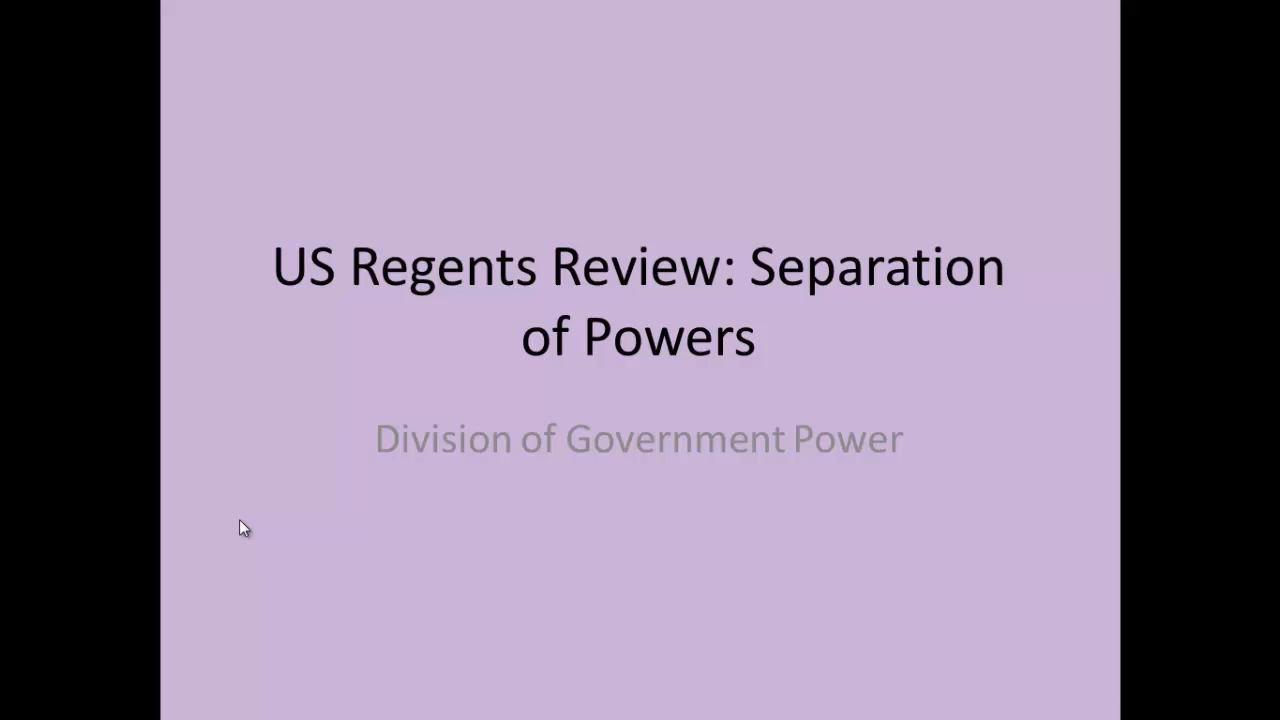 US Regents Review: Separation
of Powers
Division of Government Power